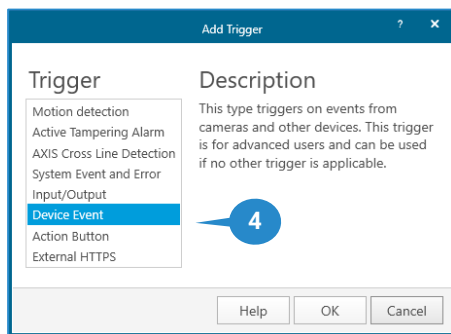 Add Trigger
? ×
Trigger
Motion detection
Active Tampering Alarm
AXIS Cross Line Detection
System Event and Error
Input/Output
Device Event
Action Button
External HTTPS
Description
This type triggers on events from
cameras and other devices. This trigger
is for advanced users and can be used
if no other trigger is applicable.
4
Help OK Cancel